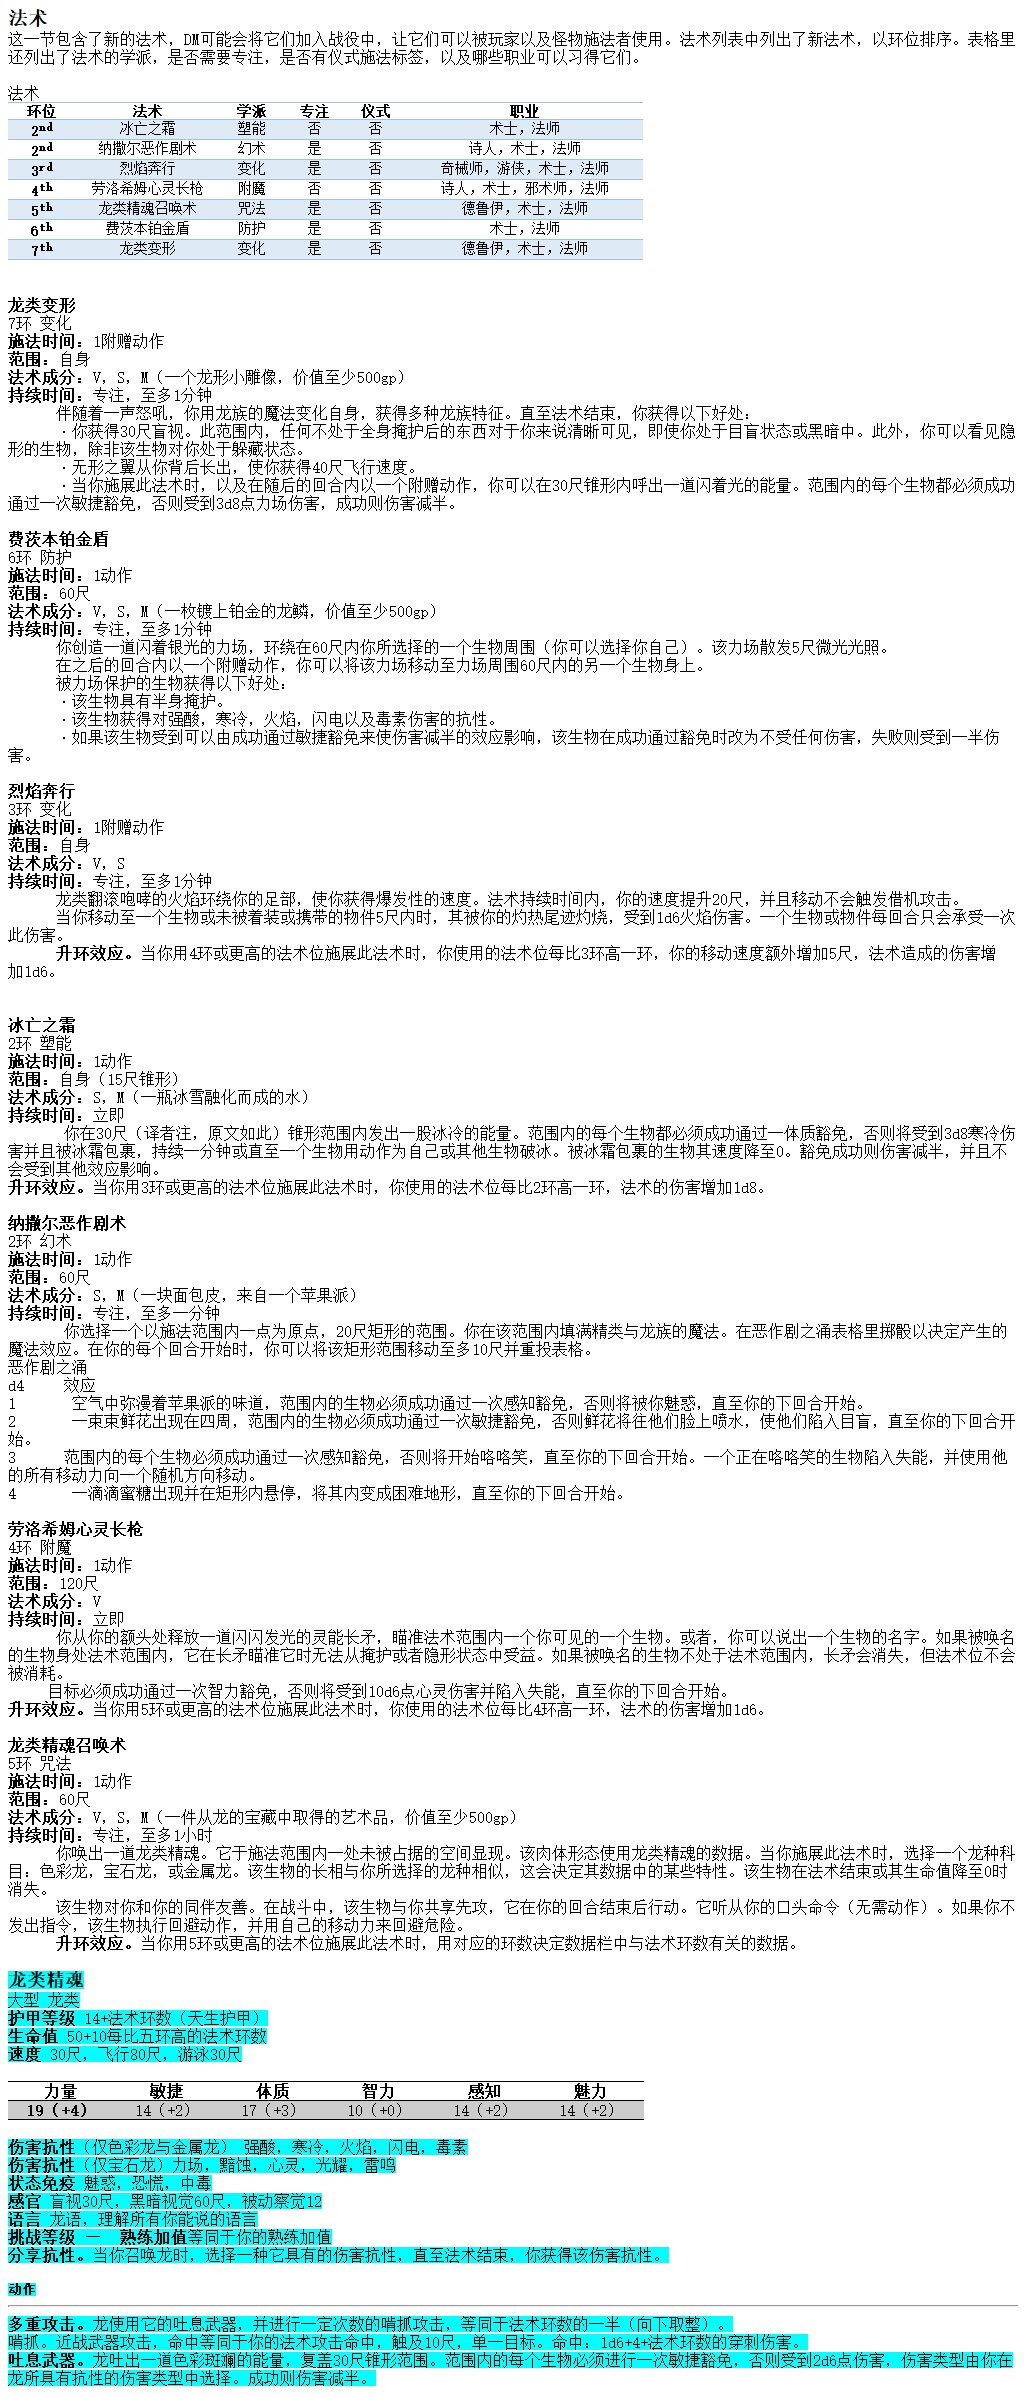 法术
这一节包含了新的法术，DM可能会将它们加入战役中，让它们可以被玩家以及怪物施法者使用。法术列表中列出了新法术，以环位排序。表格里
还列出了法术的学派，是否需要专注，是否有仪式施法标签，以及哪些职业可以习得它们。
法术
环位 法术 学派 专注 仪式 职业
2nd 冰亡之霜 塑能 否 否 术士，法师
2nd 纳撒尔恶作剧术 幻术 是 否 诗人，术士，法师
3rd 烈焰奔行 变化 是 否 奇械师，游侠，术士，法师
4th 劳洛希姆心灵长枪 附魔 否 否 诗人，术士，邪术师，法师
5th 龙类精魂召唤术 咒法 是 否 德鲁伊，术士，法师
6th 费茨本铂金盾 防护 是 否 术士，法师
7th 龙类变形 变化 是 否 德鲁伊，术士，法师
龙类变形
7环 变化
施法时间：1附赠动作
范围：自身
法术成分：V，S，M（一个龙形小雕像，价值至少500gp）
持续时间：专注，至多1分钟
伴随着一声怒吼，你用龙族的魔法变化自身，获得多种龙族特征。直至法术结束，你获得以下好处：
·你获得30尺盲视。此范围内，任何不处于全身掩护后的东西对于你来说清晰可见，即使你处于目盲状态或黑暗中。此外，你可以看见隐
形的生物，除非该生物对你处于躲藏状态。
·无形之翼从你背后长出，使你获得40尺飞行速度。
·当你施展此法术时，以及在随后的回合内以一个附赠动作，你可以在30尺锥形内呼出一道闪着光的能量。范围内的每个生物都必须成功
通过一次敏捷豁免，否则受到3d8点力场伤害，成功则伤害减半。
费茨本铂金盾
6环 防护
施法时间：1动作
范围：60尺
法术成分：V，S，M（一枚镀上铂金的龙鳞，价值至少500gp）
持续时间：专注，至多1分钟
你创造一道闪着银光的力场，环绕在60尺内你所选择的一个生物周围（你可以选择你自己）。该力场散发5尺微光光照。
在之后的回合内以一个附赠动作，你可以将该力场移动至力场周围60尺内的另一个生物身上。
被力场保护的生物获得以下好处：
·该生物具有半身掩护。
·该生物获得对强酸，寒冷，火焰，闪电以及毒素伤害的抗性。
·如果该生物受到可以由成功通过敏捷豁免来使伤害减半的效应影响，该生物在成功通过豁免时改为不受任何伤害，失败则受到一半伤
害。
烈焰奔行
3环 变化
施法时间：1附赠动作
范围：自身
法术成分：V，S
持续时间：专注，至多1分钟
龙类翻滚咆哮的火焰环绕你的足部，使你获得爆发性的速度。法术持续时间内，你的速度提升20尺，并且移动不会触发借机攻击。
当你移动至一个生物或未被着装或携带的物件5尺内时，其被你的灼热尾迹灼烧，受到1d6火焰伤害。一个生物或物件每回合只会承受一次
此伤害。
升环效应。当你用4环或更高的法术位施展此法术时，你使用的法术位每比3环高一环，你的移动速度额外增加5尺，法术造成的伤害增
加1d6。
冰亡之霜
2环 塑能
施法时间：1动作
范围：自身（15尺锥形）
法术成分：S，M（一瓶冰雪融化而成的水）
持续时间：立即
你在30尺（译者注，原文如此）锥形范围内发出一股冰冷的能量。范围内的每个生物都必须成功通过一体质豁免，否则将受到3d8寒冷伤
害并且被冰霜包裹，持续一分钟或直至一个生物用动作为自己或其他生物破冰。被冰霜包裹的生物其速度降至0。豁免成功则伤害减半，并且不
会受到其他效应影响。
升环效应。当你用3环或更高的法术位施展此法术时，你使用的法术位每比2环高一环，法术的伤害增加1d8。
纳撒尔恶作剧术
2环 幻术
施法时间：1动作
范围：60尺
法术成分：S，M（一块面包皮，来自一个苹果派）
持续时间：专注，至多一分钟
你选择一个以施法范围内一点为原点，20尺矩形的范围。你在该范围内填满精类与龙族的魔法。在恶作剧之涌表格里掷骰以决定产生的
魔法效应。在你的每个回合开始时，你可以将该矩形范围移动至多10尺并重投表格。
恶作剧之涌
d4 效应
1 空气中弥漫着苹果派的味道，范围内的生物必须成功通过一次感知豁免，否则将被你魅惑，直至你的下回合开始。
2 一束束鲜花出现在四周，范围内的生物必须成功通过一次敏捷豁免，否则鲜花将往他们脸上喷水，使他们陷入目盲，直至你的下回合开
始。
3 范围内的每个生物必须成功通过一次感知豁免，否则将开始咯咯笑，直至你的下回合开始。一个正在咯咯笑的生物陷入失能，并使用他
的所有移动力向一个随机方向移动。
4 一滴滴蜜糖出现并在矩形内悬停，将其内变成困难地形，直至你的下回合开始。
劳洛希姆心灵长枪
4环 附魔
施法时间：1动作
范围：120尺
法术成分：V
持续时间：立即
你从你的额头处释放一道闪闪发光的灵能长矛，瞄准法术范围内一个你可见的一个生物。或者，你可以说出一个生物的名字。如果被唤名
的生物身处法术范围内，它在长矛瞄准它时无法从掩护或者隐形状态中受益。如果被唤名的生物不处于法术范围内，长矛会消失，但法术位不会
被消耗。
目标必须成功通过一次智力豁免，否则将受到10d6点心灵伤害并陷入失能，直至你的下回合开始。
升环效应。当你用5环或更高的法术位施展此法术时，你使用的法术位每比4环高一环，法术的伤害增加1d6。
龙类精魂召唤术
5环 咒法
施法时间：1动作
范围：60尺
法术成分：V，S，M（一件从龙的宝藏中取得的艺术品，价值至少500gp）
持续时间：专注，至多1小时
你唤出一道龙类精魂。它于施法范围内一处未被占据的空间显现。该肉体形态使用龙类精魂的数据。当你施展此法术时，选择一个龙种科
目：色彩龙，宝石龙，或金属龙。该生物的长相与你所选择的龙种相似，这会决定其数据中的某些特性。该生物在法术结束或其生命值降至0时
消失。
该生物对你和你的同伴友善。在战斗中，该生物与你共享先攻，它在你的回合结束后行动。它听从你的口头命令（无需动作）。如果你不
发出指令，该生物执行回避动作，并用自己的移动力来回避危险。
升环效应。当你用5环或更高的法术位施展此法术时，用对应的环数决定数据栏中与法术环数有关的数据。
龙类精魂
大型 龙类
护甲等级 14+法术环数（天生护甲）
生命值 50+10每比五环高的法术环数
速度 30尺，飞行80尺，游泳30尺
力量 敏捷 体质 智力 感知 魅力
19（+4） 14（+2） 17（+3） 10（+0） 14（+2） 14（+2）
伤害抗性（仅色彩龙与金属龙） 强酸，寒冷，火焰，闪电，毒素
伤害抗性（仅宝石龙）力场，黯蚀，心灵，光耀，雷鸣
状态免疫 魅惑，恐慌，中毒
感官 盲视30尺，黑暗视觉60尺，被动察觉12
语言 龙语，理解所有你能说的语言
挑战等级 — 熟练加值等同于你的熟练加值
分享抗性。当你召唤龙时，选择一种它具有的伤害抗性，直至法术结束，你获得该伤害抗性。
动作
多重攻击。龙使用它的吐息武器，并进行一定次数的啃抓攻击，等同于法术环数的一半（向下取整）。
啃抓。近战武器攻击，命中等同于你的法术攻击命中，触及10尺，单一目标。命中：1d6+4+法术环数的穿刺伤害。
吐息武器。龙吐出一道色彩斑斓的能量，复盖30尺锥形范围。范围内的每个生物必须进行一次敏捷豁免，否则受到2d6点伤害，伤害类型由你在
龙所具有抗性的伤害类型中选择。成功则伤害减半。